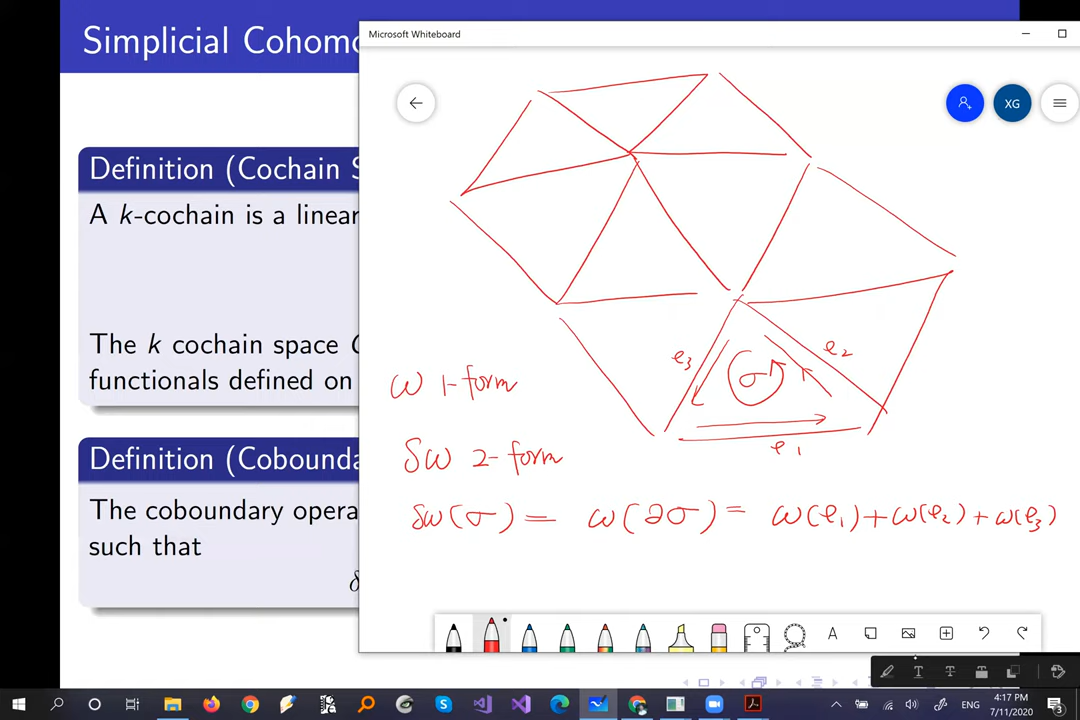 Simplicial Cohomo
Microsoft Whiteboard
XG
Definition (Cochain S
A k-cochain is a linear
The k cochain space C
functionals defined on
Definition (Cobounda
The coboundary opera
such that
δ
e₃
σ
e₂
e₁
ω 1-form
δω 2-form
δω(σ) = ω(∂σ) = ω(e₁)+ω(e₂)+ω(e₃)
A
ENG
4:17 PM
7/11/2020
3